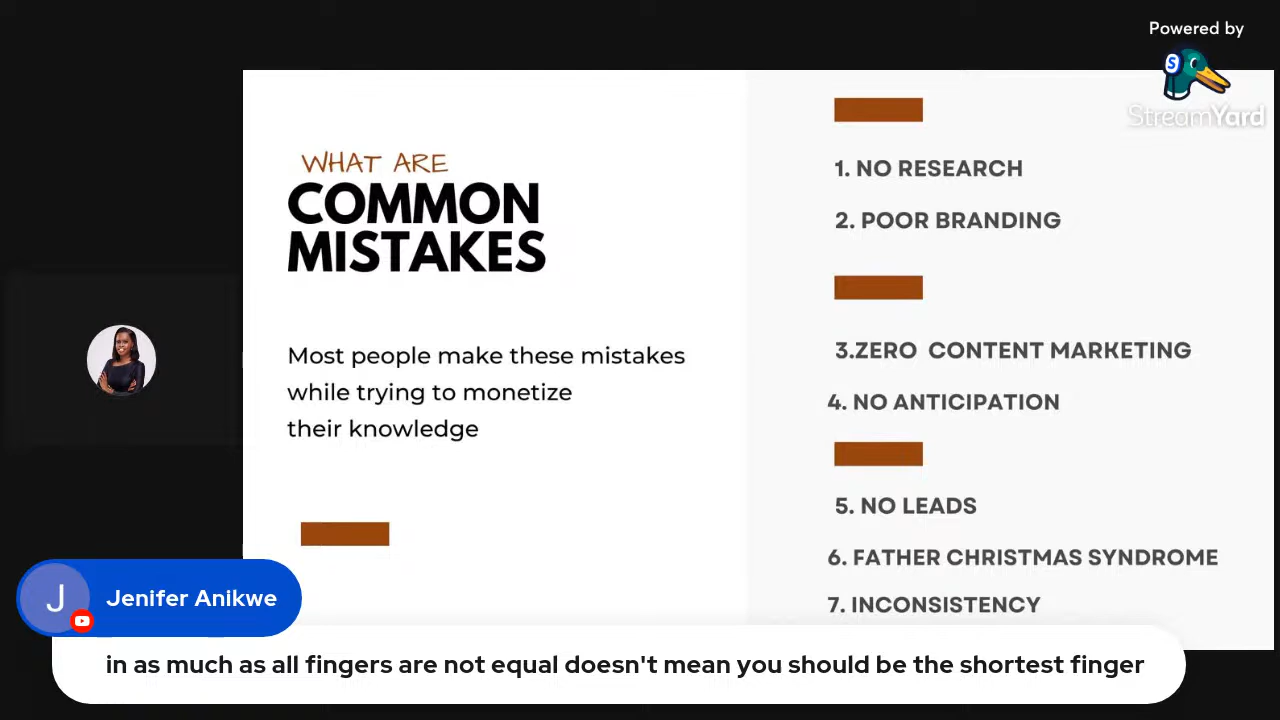 Powered by
StreamYard
WHAT ARE
COMMON
MISTAKES
Most people make these mistakes
while trying to monetize
their knowledge
1. NO RESEARCH
2. POOR BRANDING
3.ZERO CONTENT MARKETING
4. NO ANTICIPATION
5. NO LEADS
6. FATHER CHRISTMAS SYNDROME
7. INCONSISTENCY
J
Jenifer Anikwe
in as much as all fingers are not equal doesn't mean you should be the shortest finger